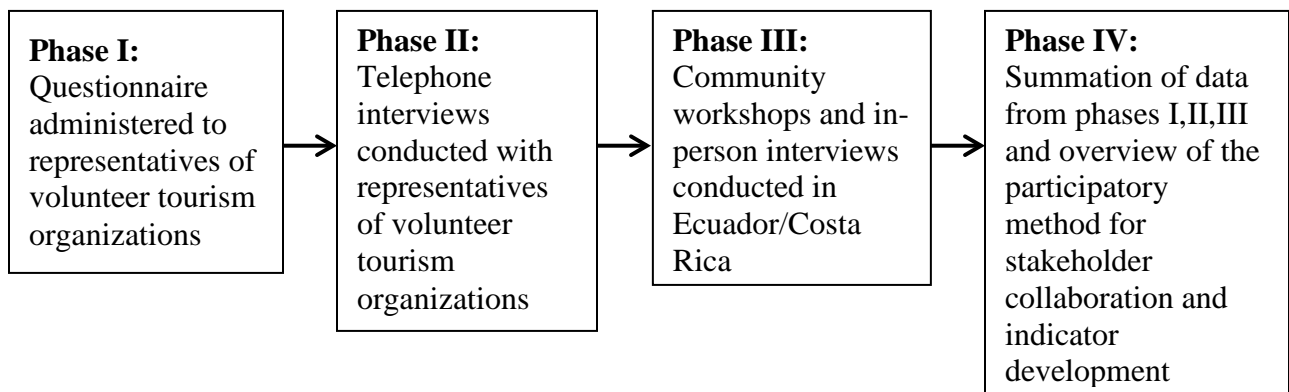 Phase I:
Questionnaire
administered to
representatives of
volunteer tourism
organizations
Phase II:
Telephone
interviews
conducted with
representatives
of volunteer
tourism
organizations
Phase III:
Community
workshops and in-
person interviews
conducted in
Ecuador/Costa
Rica
Phase IV:
Summation of data
from phases I,II,III
and overview of the
participatory
method for
stakeholder
collaboration and
indicator
development